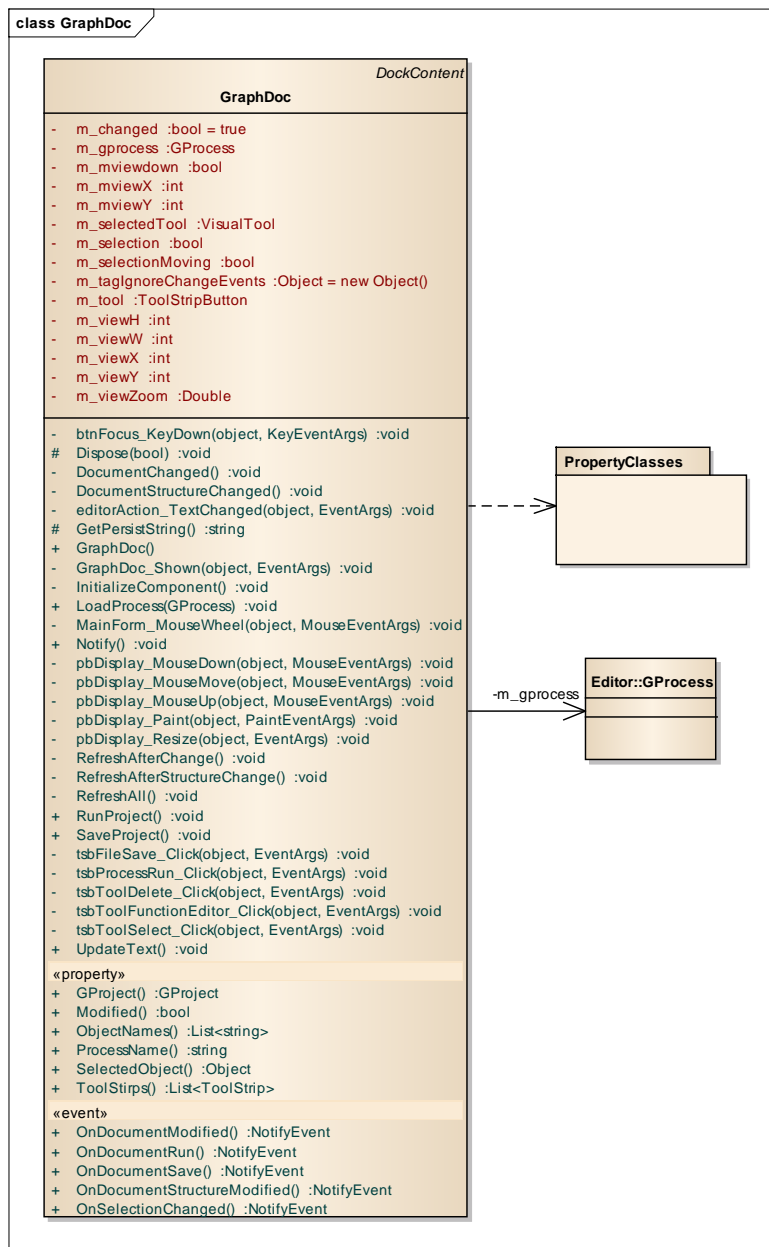 class GraphDoc
DockContent
GraphDoc
- m_changed :bool = true
- m_gprocess :GProcess
- m_mviewdown :bool
- m_mviewX :int
- m_mviewY :int
- m_selectedTool :VisualTool
- m_selection :bool
- m_selectionMoving :bool
- m_tagIgnoreChangeEvents :Object = new Object()
- m_tool :ToolStripButton
- m_viewH :int
- m_viewW :int
- m_viewX :int
- m_viewY :int
- m_viewZoom :Double
- btnFocus_KeyDown(object, KeyEventArgs) :void
# Dispose(bool) :void
- DocumentChanged() :void
- DocumentStructureChanged() :void
- editorAction_TextChanged(object, EventArgs) :void
# GetPersistString() :string
+ GraphDoc()
- GraphDoc_Shown(object, EventArgs) :void
- InitializeComponent() :void
+ LoadProcess(GProcess) :void
- MainForm_MouseWheel(object, MouseEventArgs) :void
+ Notify() :void
- pbDisplay_MouseDown(object, MouseEventArgs) :void
- pbDisplay_MouseMove(object, MouseEventArgs) :void
- pbDisplay_MouseUp(object, MouseEventArgs) :void
- pbDisplay_Paint(object, PaintEventArgs) :void
- pbDisplay_Resize(object, EventArgs) :void
- RefreshAfterChange() :void
- RefreshAfterStructureChange() :void
- RefreshAll() :void
+ RunProject() :void
+ SaveProject() :void
- tsbFileSave_Click(object, EventArgs) :void
- tsbProcessRun_Click(object, EventArgs) :void
- tsbToolDelete_Click(object, EventArgs) :void
- tsbToolFunctionEditor_Click(object, EventArgs) :void
- tsbToolSelect_Click(object, EventArgs) :void
+ UpdateText() :void
«property»
+ GProject() :GProject
+ Modified() :bool
+ ObjectNames() :List<string>
+ ProcessName() :string
+ SelectedObject() :Object
+ ToolStirps() :List<ToolStrip>
«event»
+ OnDocumentModified() :NotifyEvent
+ OnDocumentRun() :NotifyEvent
+ OnDocumentSave() :NotifyEvent
+ OnDocumentStructureModified() :NotifyEvent
+ OnSelectionChanged() :NotifyEvent
PropertyClasses
-m_gprocess
Editor::GProcess